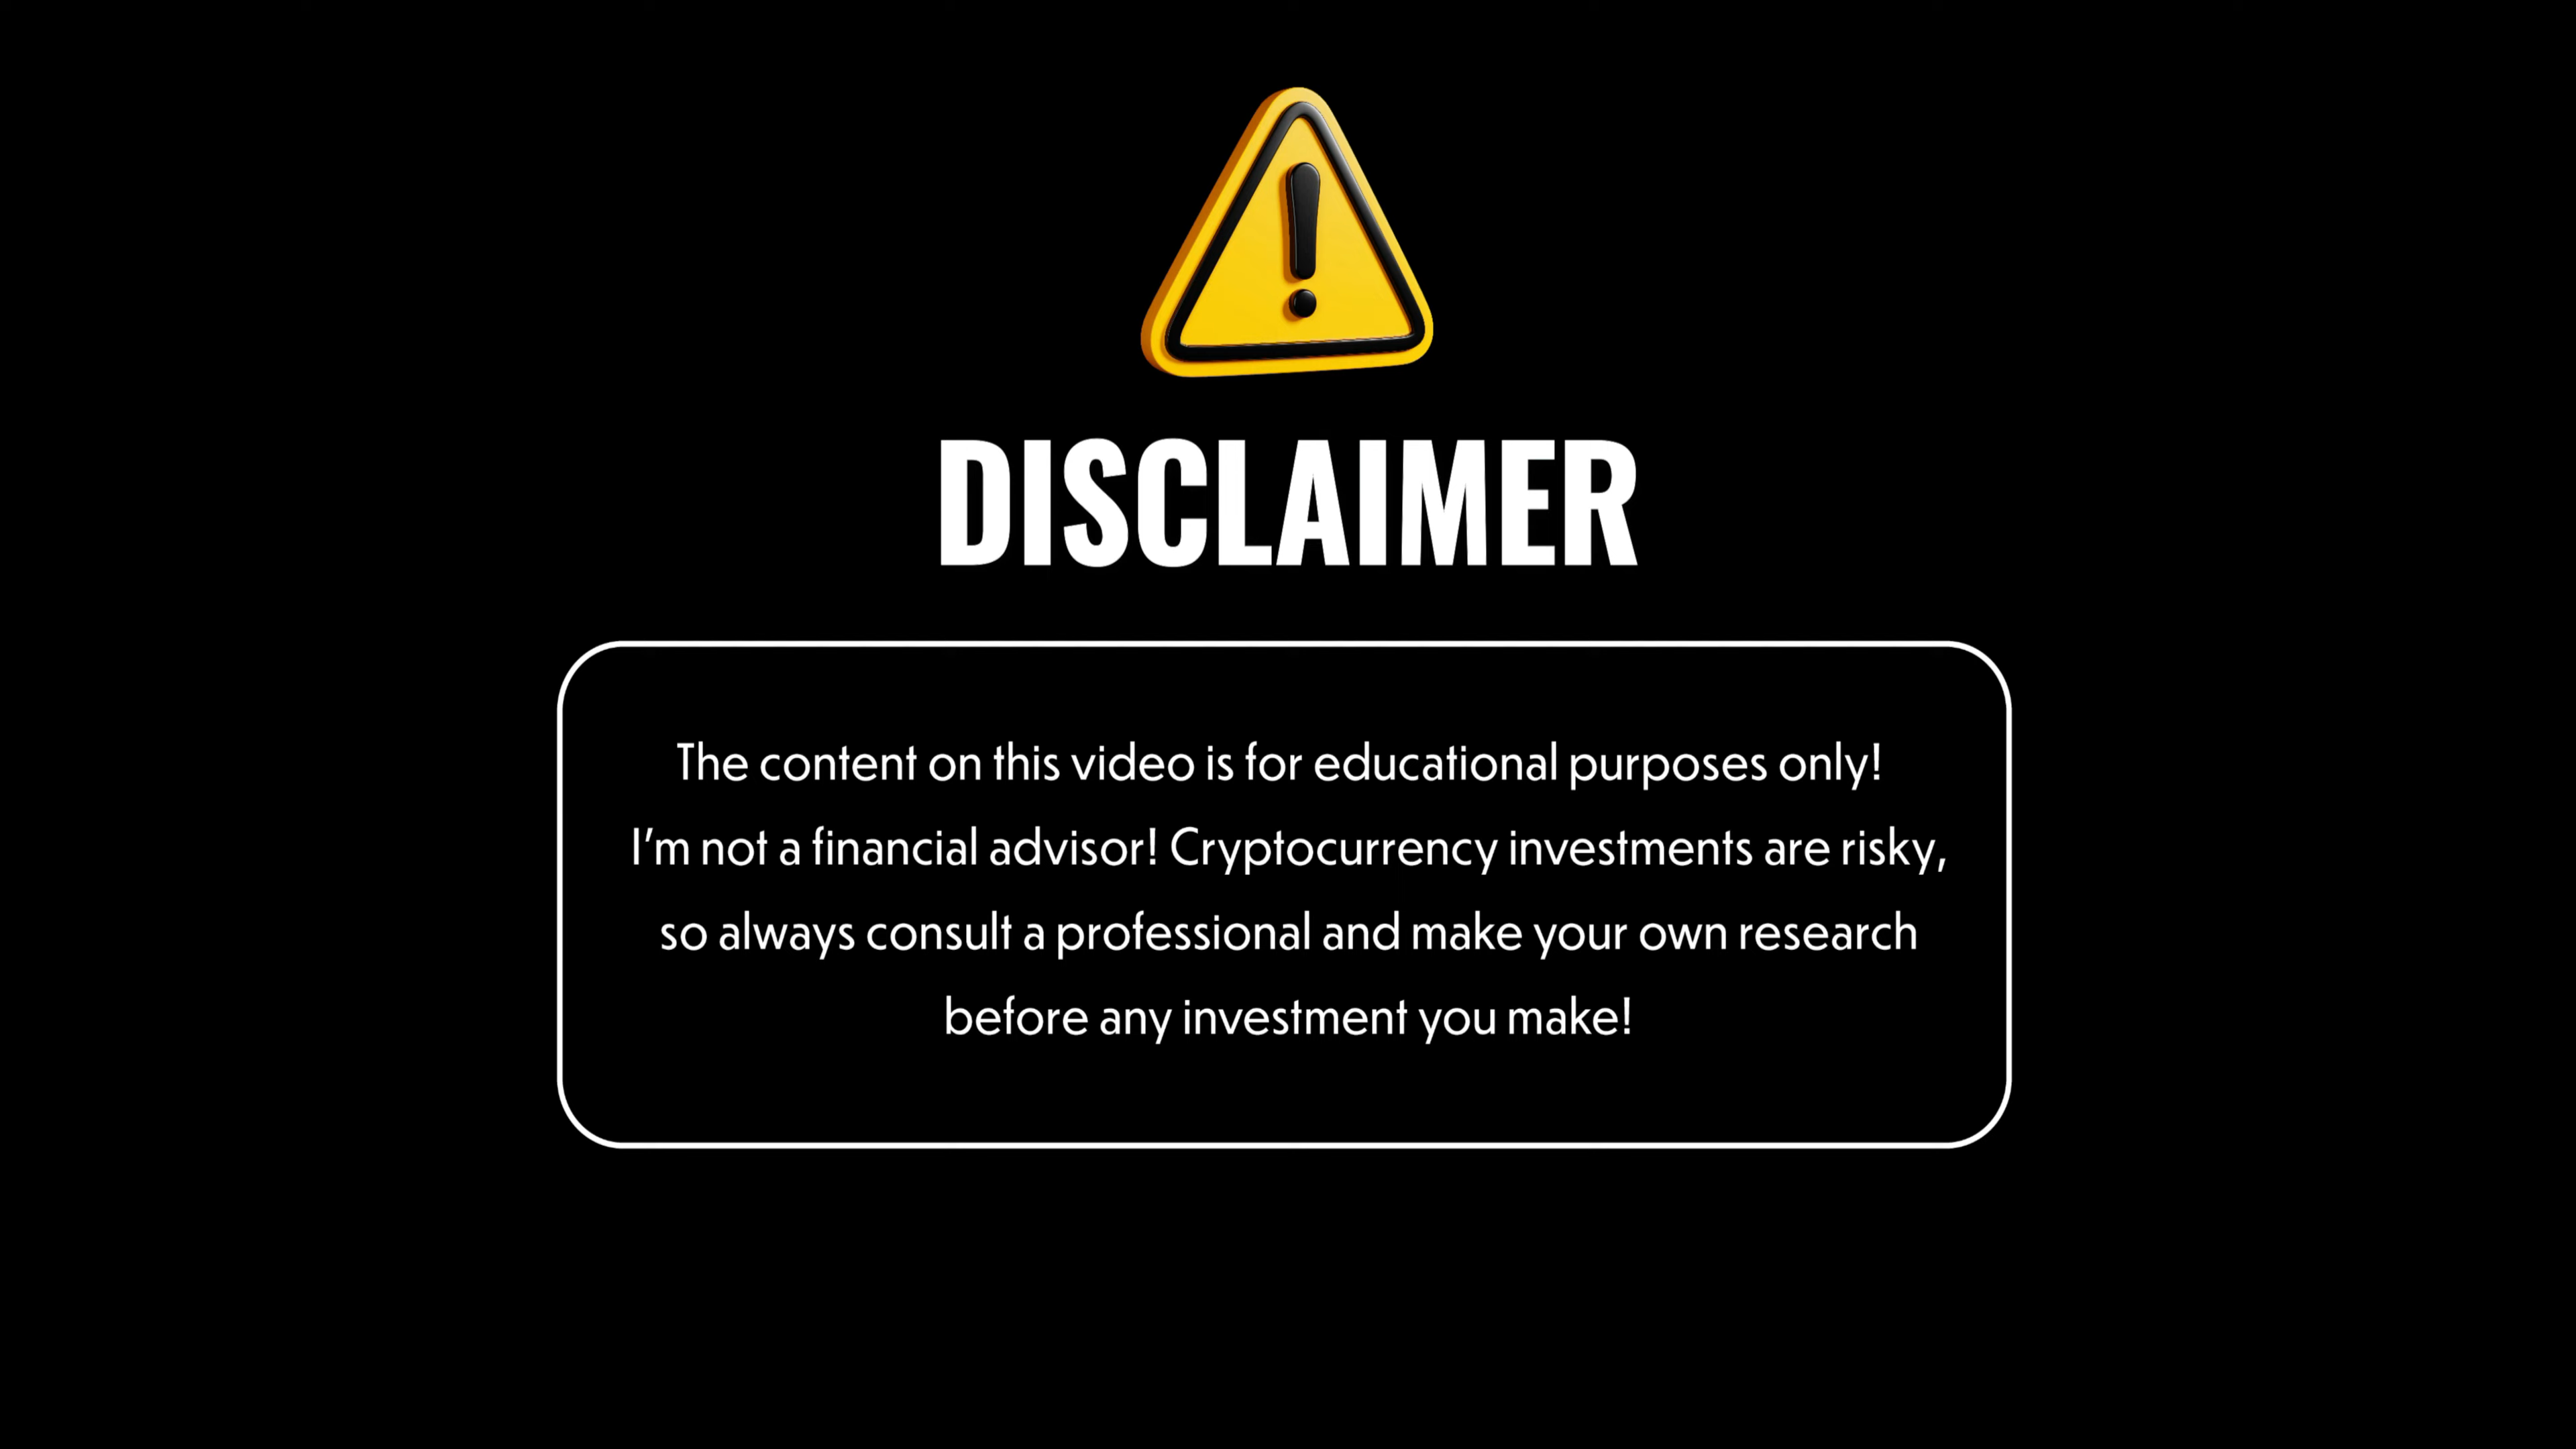 DISCLAIMER
The content on this video is for educational purposes only!
I'm not a financial advisor! Cryptocurrency investments are risky,
so always consult a professional and make your own research
before any investment you make!